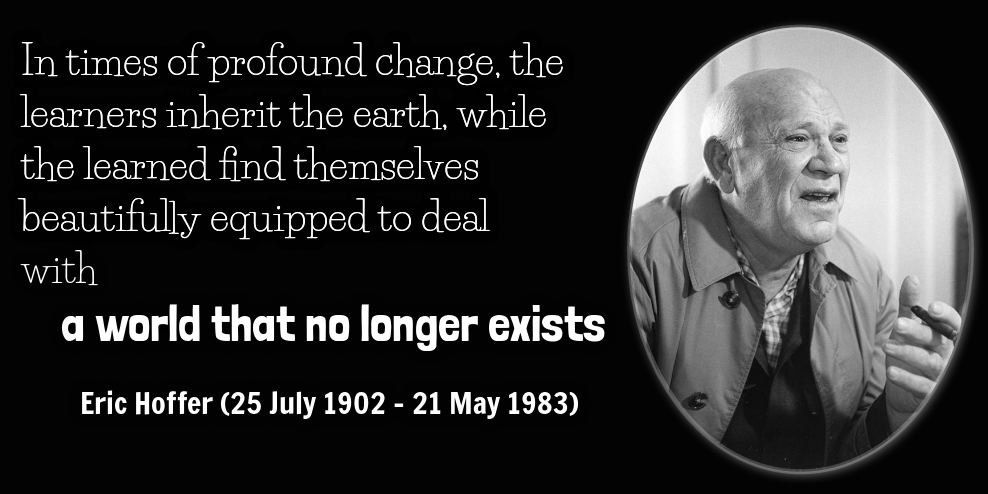 In times of profound change, the
learners inherit the earth, while
the learned find themselves
beautifully equipped to deal
with
a world that no longer exists
Eric Hoffer (25 July 1902 - 21 May 1983)